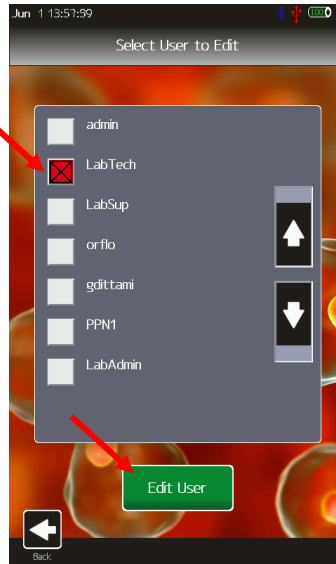 Jun 1 13:57:59
100
Select User to Edit
admin
LabTech
LabSup
orflo
gdittami
PPN1
LabAdmin
Edit User
Back